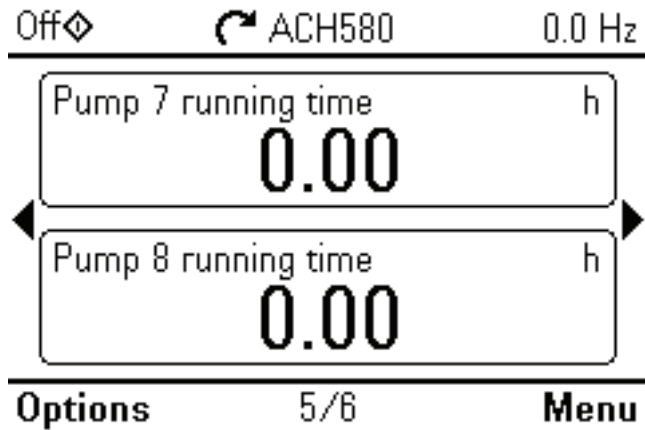 Off ACH580 0.0 Hz
Pump 7 running time h
0.00
Pump 8 running time h
0.00
Options 5/6 Menu